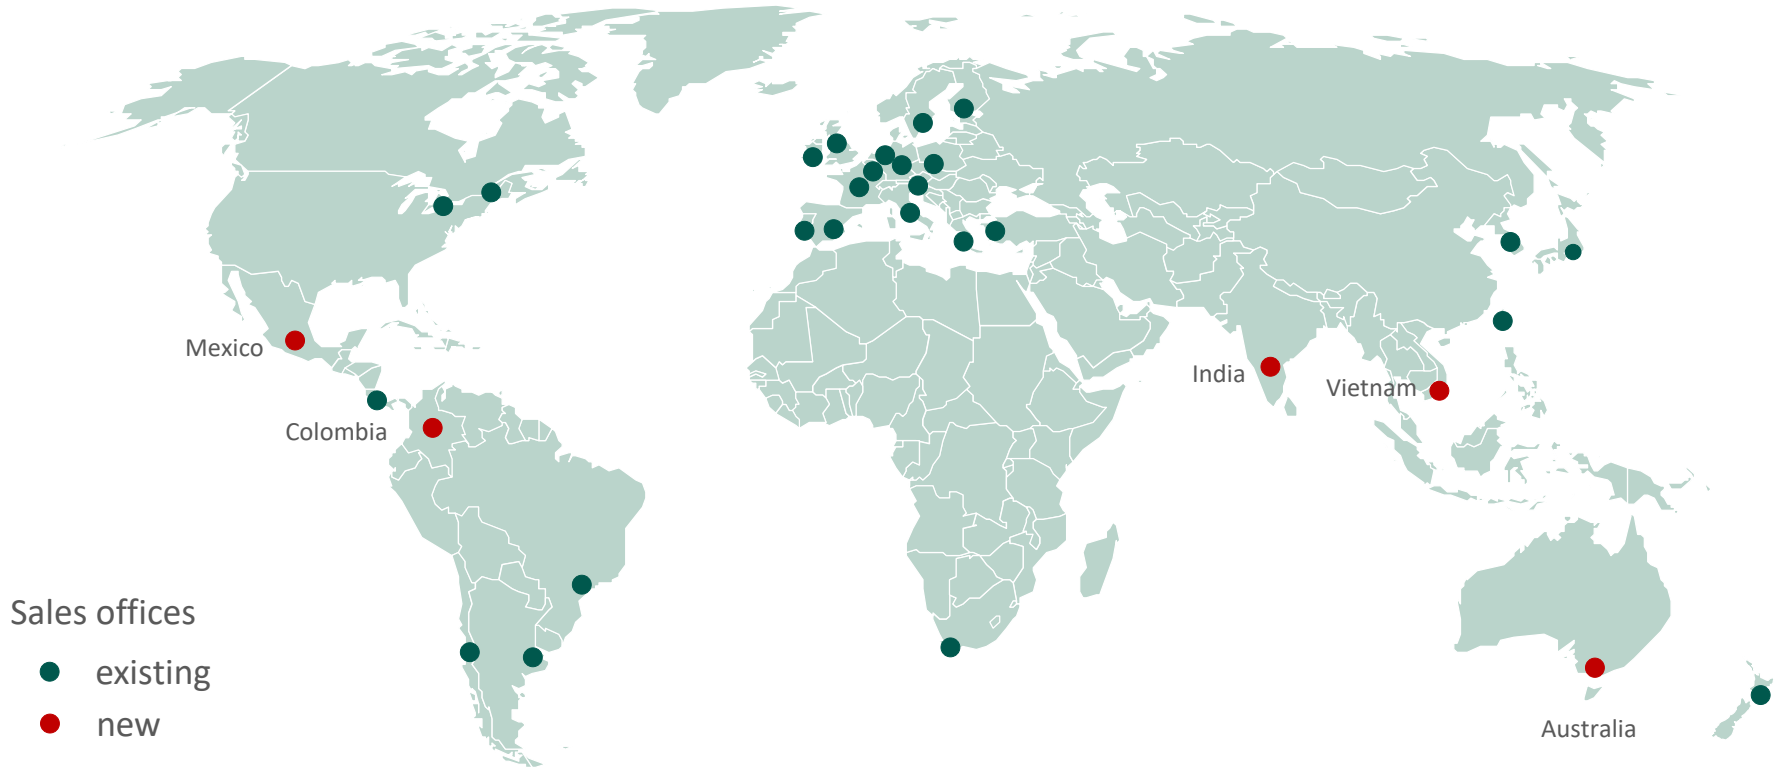 Mexico
India
Vietnam
Colombia
Sales offices
existing
new
Australia